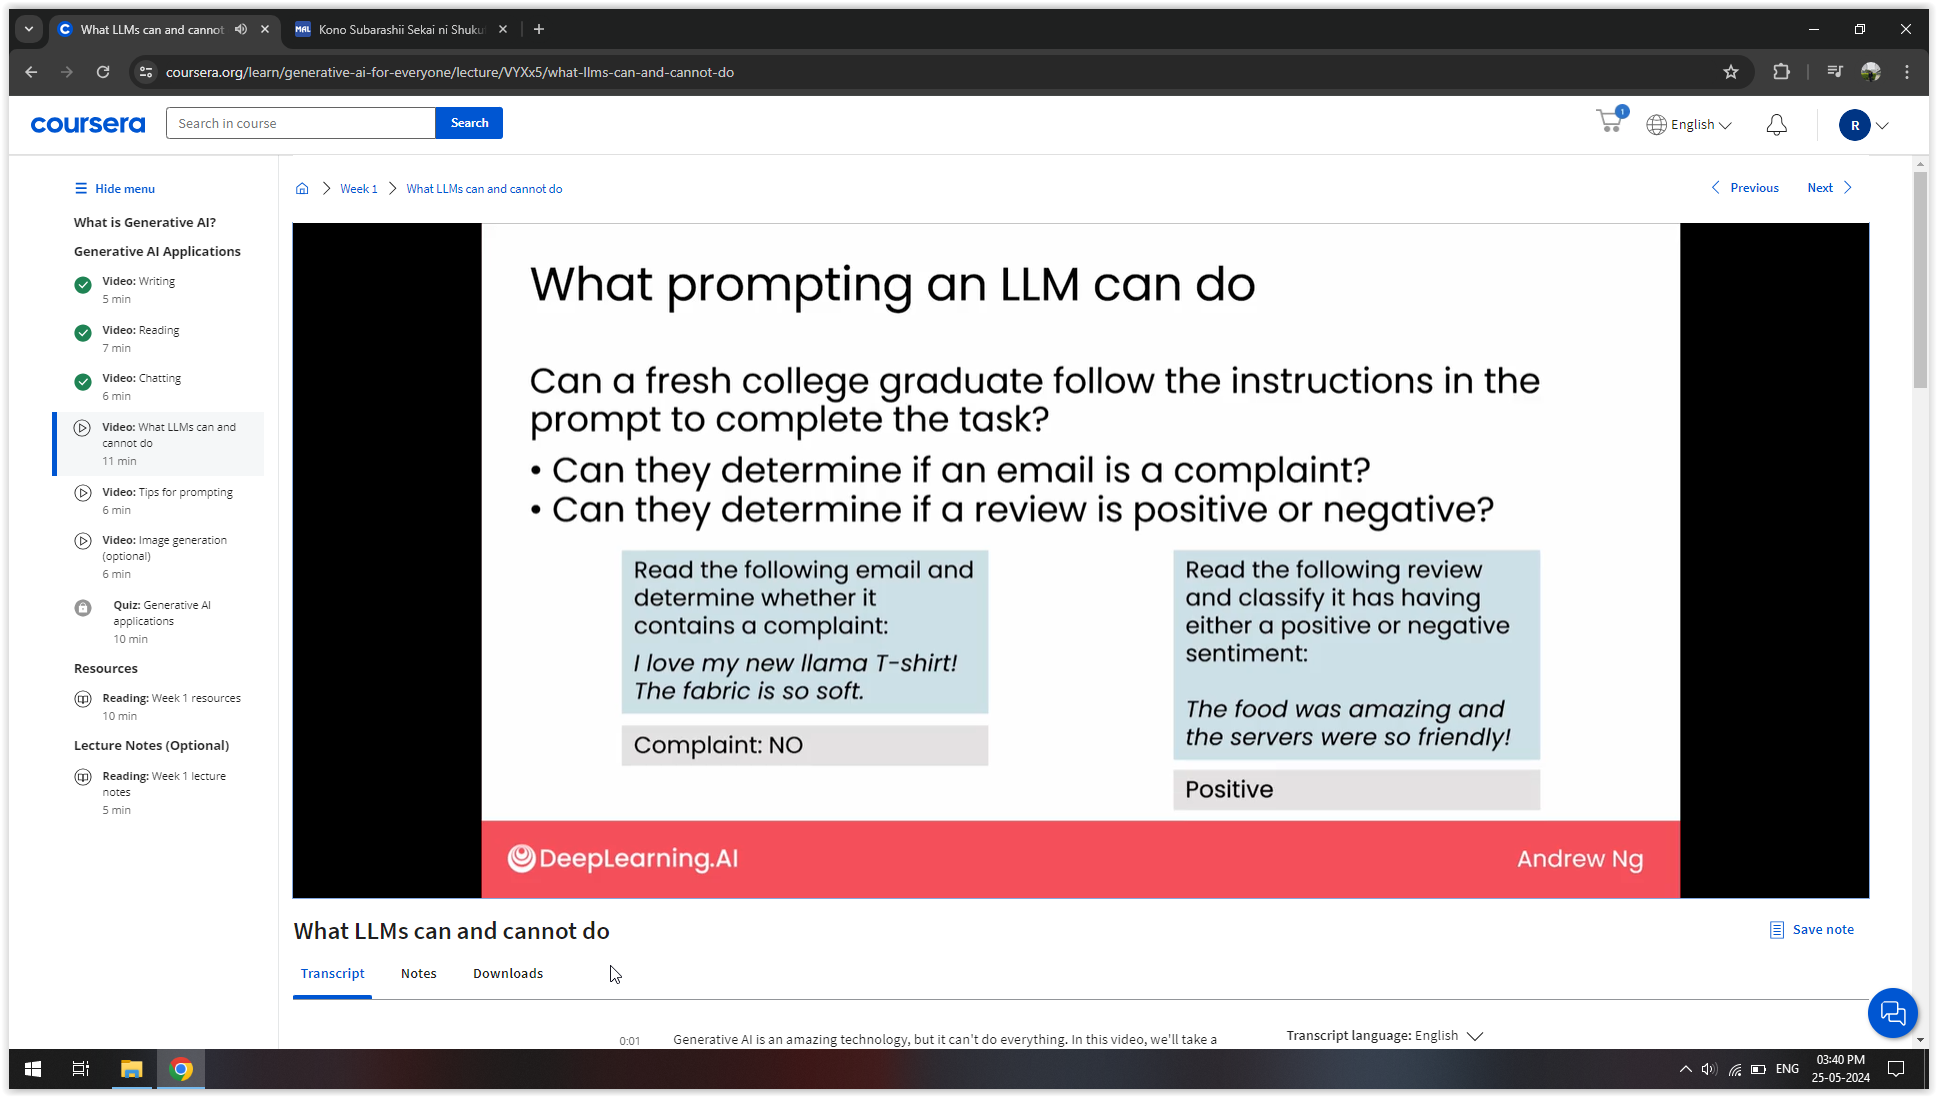 What LLMs can and cannot
Kono Subarashii Sekai ni Shuku
coursera.org/learn/generative-ai-for-everyone/lecture/VYXx5/what-llms-can-and-cannot-do
coursera
Search in course
Search
1
English
R
Hide menu
Week 1
What LLMs can and cannot do
Previous
Next
What is Generative AI?
Generative AI Applications
Video: Writing
5 min
Video: Reading
7 min
Video: Chatting
6 min
Video: What LLMs can and
cannot do
11 min
Video: Tips for prompting
6 min
Video: Image generation
(optional)
6 min
Quiz: Generative AI
applications
10 min
Resources
Reading: Week 1 resources
10 min
Lecture Notes (Optional)
Reading: Week 1 lecture
notes
5 min
What prompting an LLM can do
Can a fresh college graduate follow the instructions in the
prompt to complete the task?
• Can they determine if an email is a complaint?
• Can they determine if a review is positive or negative?
Read the following email and
determine whether it
contains a complaint:
I love my new llama T-shirt!
The fabric is so soft.
Complaint: NO
Read the following review
and classify it has having
either a positive or negative
sentiment:
The food was amazing and
the servers were so friendly!
Positive
DeepLearning.AI
Andrew Ng
What LLMs can and cannot do
Save note
Transcript
Notes
Downloads
0:01
Generative AI is an amazing technology, but it can't do everything. In this video, we'll take a
Transcript language: English
ENG
03:40 PM
25-05-2024